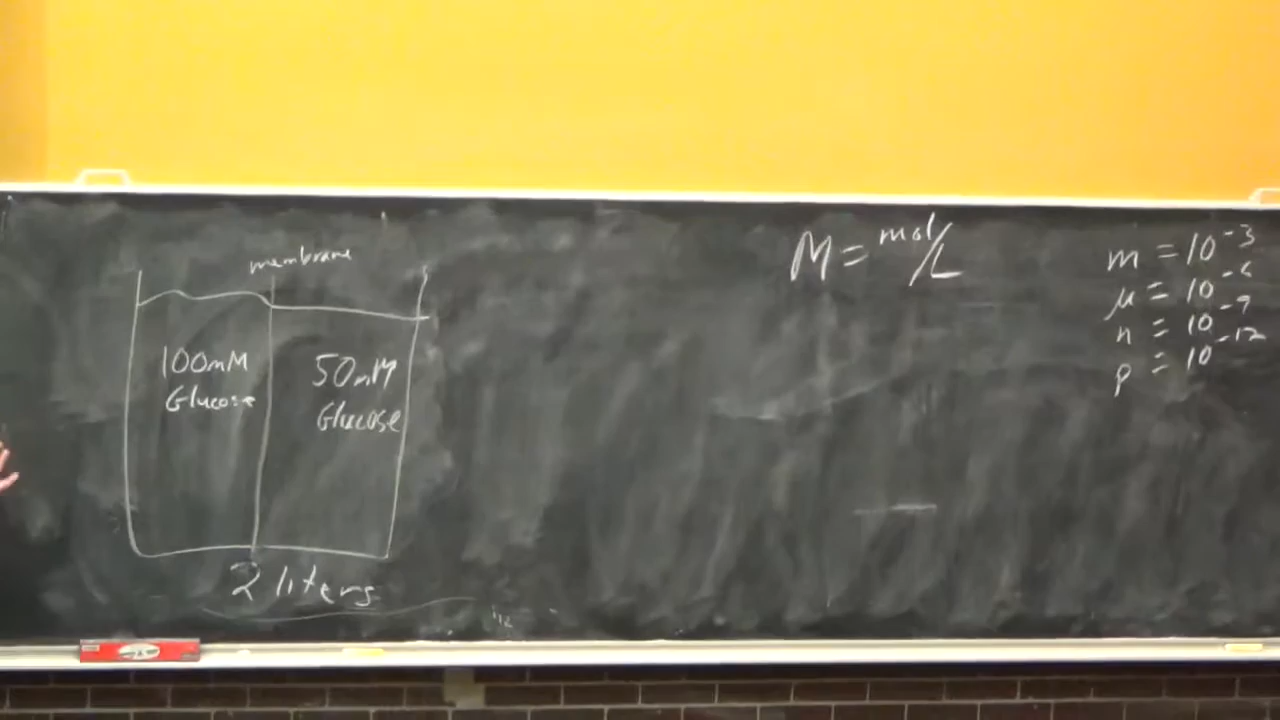 membrane
100mM
Glucose
50mM
Glucose
2 liters
M = mol/L
m = 10⁻³
μ = 10⁻⁶
n = 10⁻⁹
p = 10⁻¹²